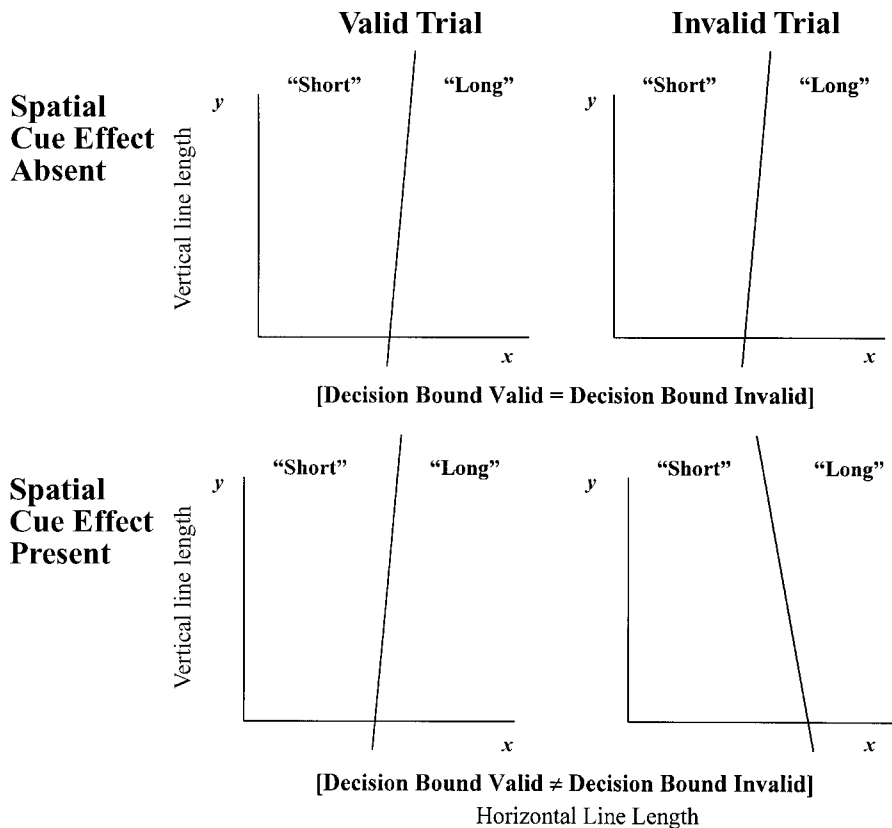 Valid Trial
Invalid Trial
Spatial
Cue Effect
Absent
Vertical line length
y
“Short”
“Long”
x
y
“Short”
“Long”
x
[Decision Bound Valid = Decision Bound Invalid]
Spatial
Cue Effect
Present
Vertical line length
y
“Short”
“Long”
x
y
“Short”
“Long”
x
[Decision Bound Valid ≠ Decision Bound Invalid]
Horizontal Line Length